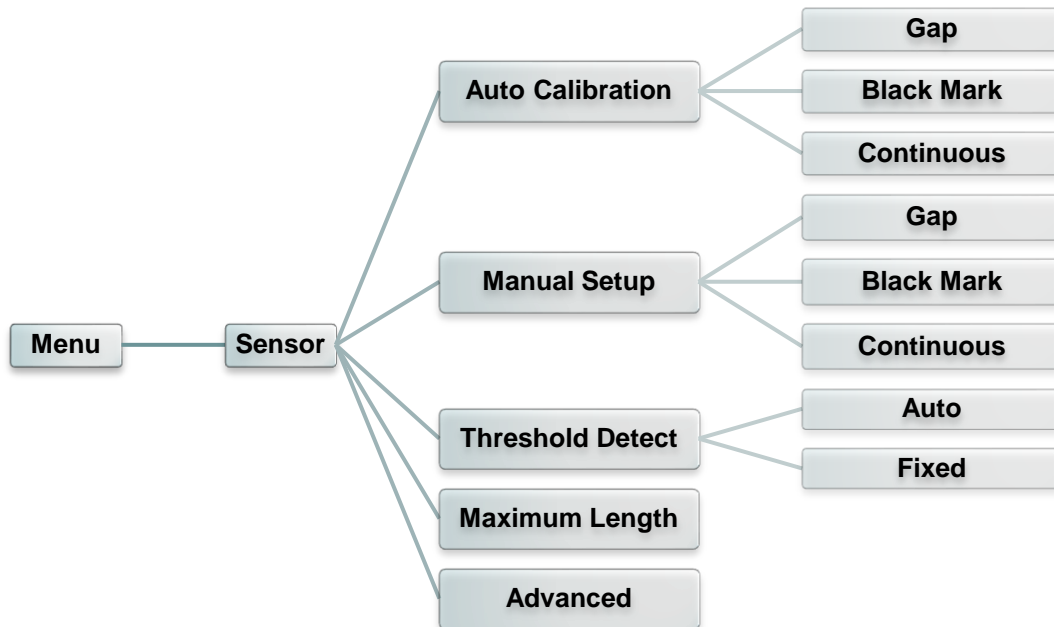 Menu
Sensor
Auto Calibration
Gap
Black Mark
Continuous
Manual Setup
Gap
Black Mark
Continuous
Threshold Detect
Auto
Fixed
Maximum Length
Advanced